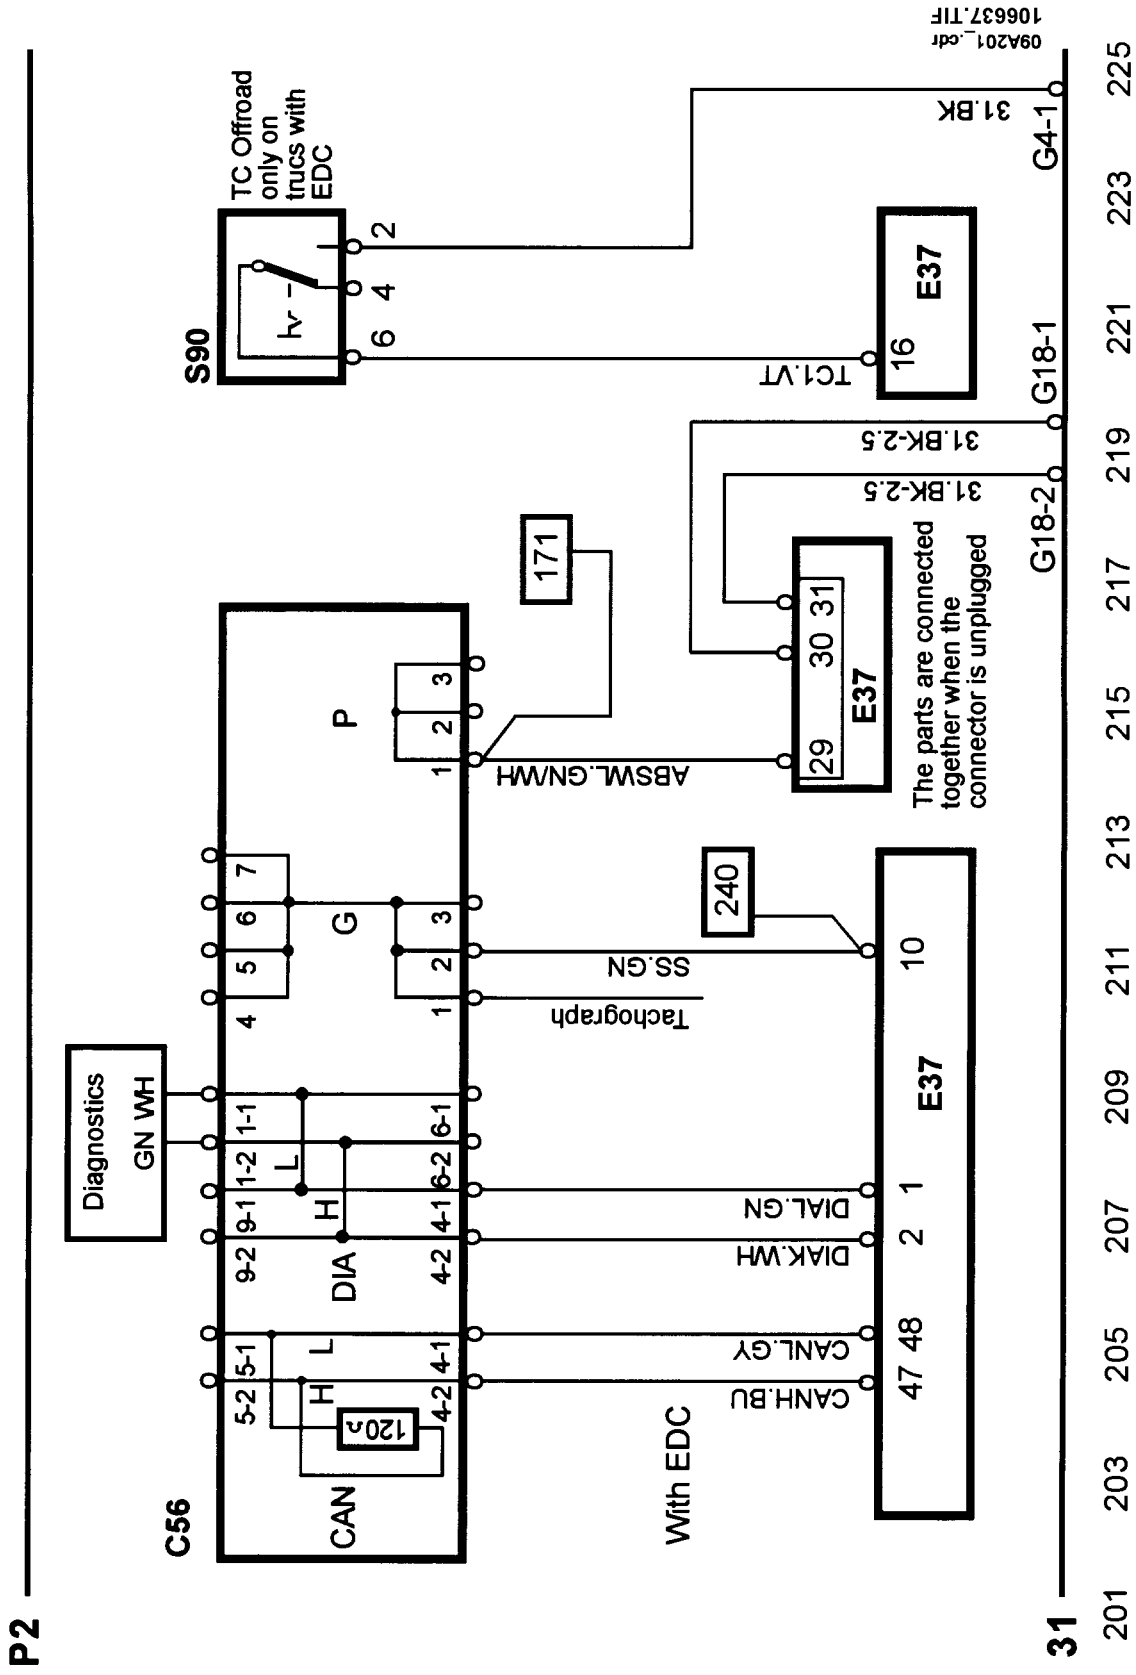 P2
C56
CAN
120Ω
5-2
5-1
H
L
4-2
4-1
DIA
9-2
9-1
1-2
1-1
H
L
4-2
4-1
6-2
6-1
Diagnostics
GN WH
G
4
5
6
7
1
2
3
P
1
2
3
S90
TC Offroad
only on
trucs with
EDC
6
4
2
With EDC
CANH.BU
CANL.GY
DIAK.WH
DIAL.GN
Tachograph
SS.GN
240
ABSWL.GN/WH
171
TC1.VT
31.BK
47
48
2
1
10
E37
29
30
31
E37
The parts are connected
together when the
connector is unplugged
31.BK-2.5
31.BK-2.5
16
E37
31
G18-2
G18-1
G4-1
201
203
205
207
209
211
213
215
217
219
221
223
225
09A201_.cdr
106637.TIF